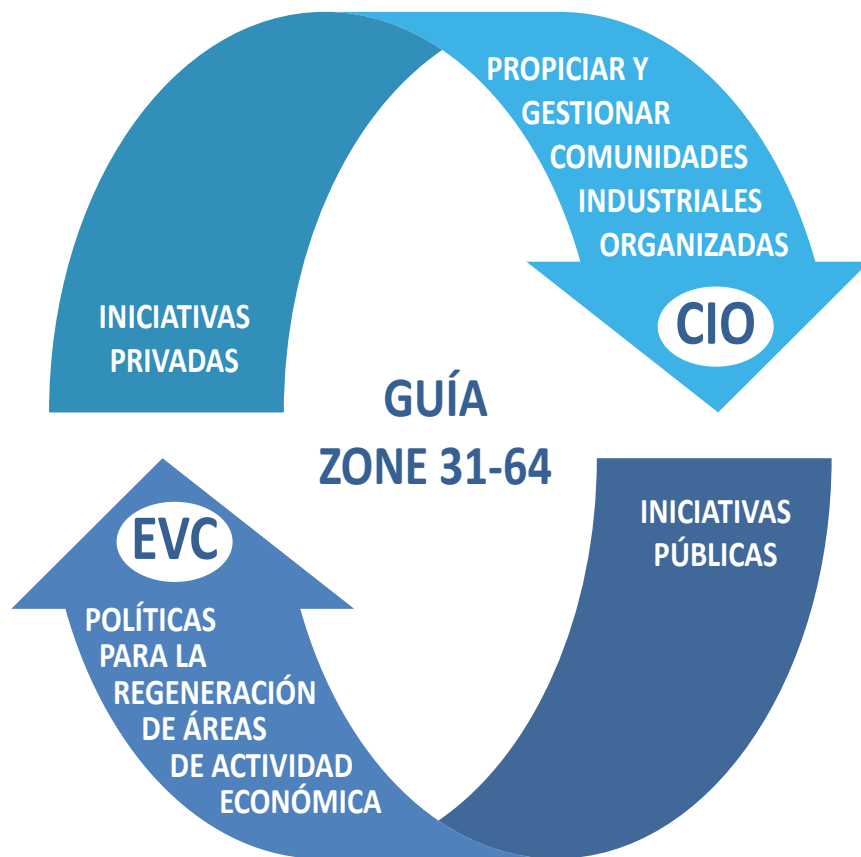 PROPICIAR Y
GESTIONAR
COMUNIDADES
INDUSTRIALES
ORGANIZADAS
CIO
INICIATIVAS
PRIVADAS
GUÍA
ZONE 31-64
INICIATIVAS
PÚBLICAS
EVC
POLÍTICAS
PARA LA
REGENERACIÓN
DE ÁREAS
DE ACTIVIDAD
ECONÓMICA